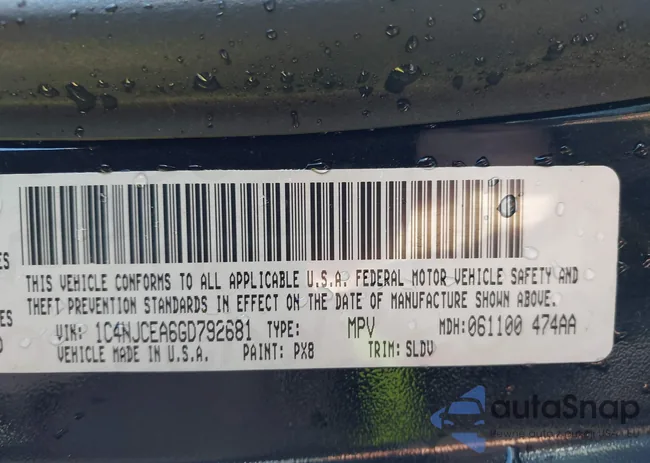 THIS VEHICLE CONFORMS TO ALL APPLICABLE U.S.A. FEDERAL MOTOR VEHICLE SAFETY AND
THEFT PREVENTION STANDARDS IN EFFECT ON THE DATE OF MANUFACTURE SHOWN ABOVE.
VIN: 1C4NJCEA6GD792681 TYPE: MPV MDH: 061100 474AA
VEHICLE MADE IN U.S.A. PAINT: PX8 TRIM: SLDV
autoSnap